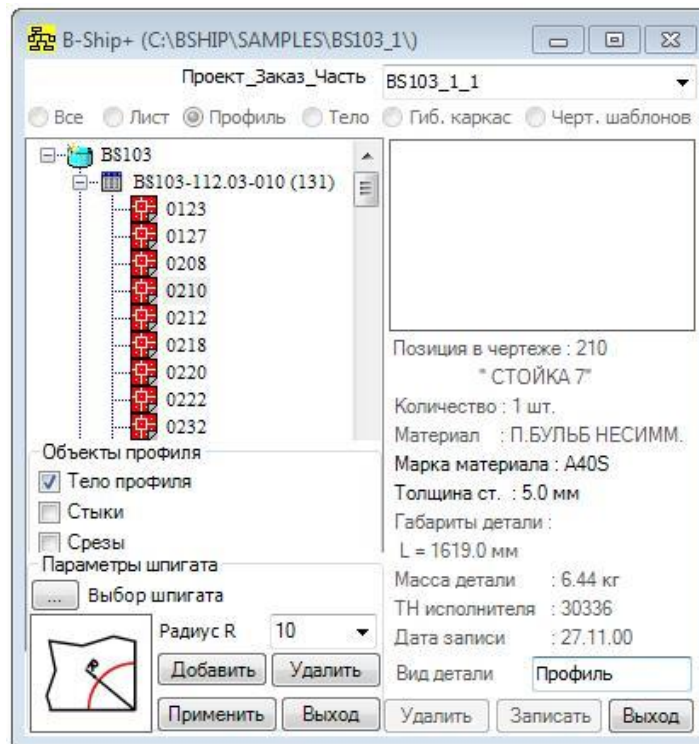 B-Ship+ (C:\BSHIP\SAMPLES\BS103_1\)
Проект_Заказ_Часть BS103_1_1
Все Лист Профиль Тело Гиб. каркас Черт. шаблонов
BS103
BS103-112.03-010 (131)
0123
0127
0208
0210
0212
0218
0220
0222
0232
Объекты профиля
Тело профиля
Стыки
Срезы
Параметры шпигата
... Выбор шпигата
R
Радиус R 10
Добавить Удалить
Применить Выход
Позиция в чертеже : 210
" СТОЙКА 7"
Количество : 1 шт.
Материал : П.БУЛЬБ НЕСИММ.
Марка материала : A40S
Толщина ст. : 5.0 мм
Габариты детали :
L = 1619.0 мм
Масса детали : 6.44 кг
ТН исполнителя : 30336
Дата записи : 27.11.00
Вид детали Профиль
Удалить Записать Выход